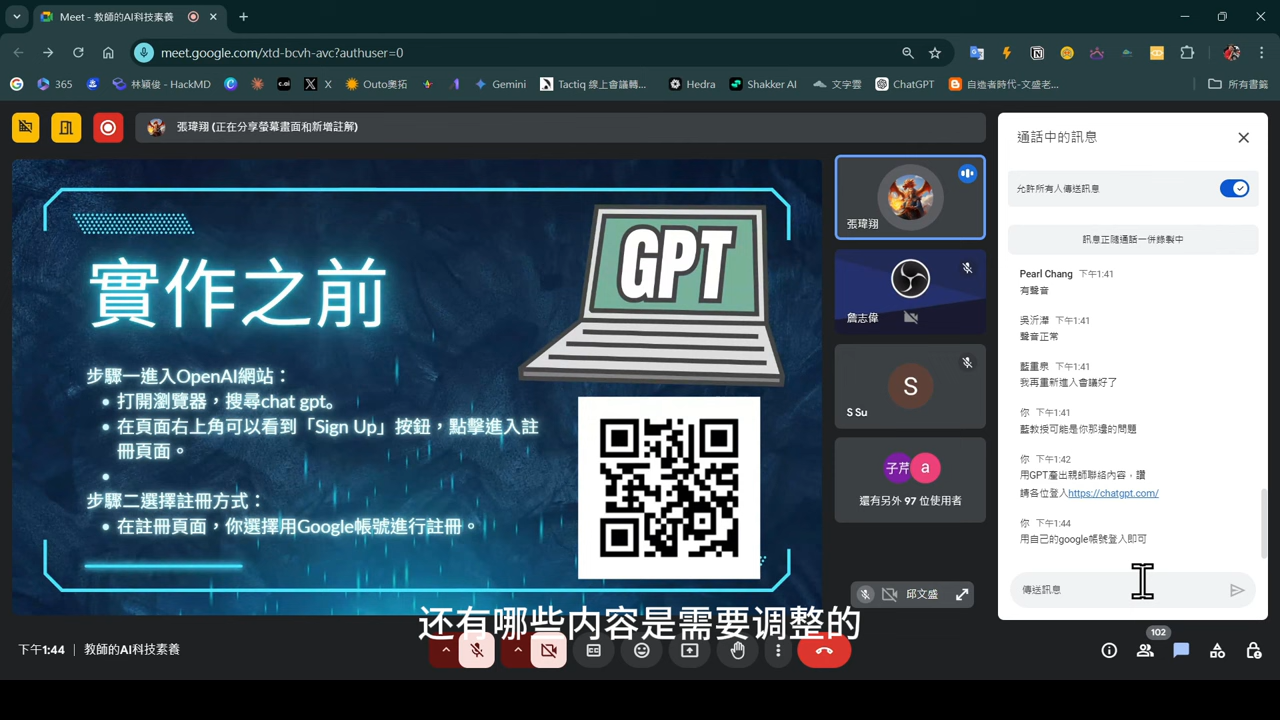 Meet - 教師的AI科技素養
meet.google.com/xtd-bcvh-avc?authuser=0
365
林穎俊 - HackMD
c.ai
X
Outo奧拓
Gemini
Tactiq 線上會議轉...
Hedra
Shakker AI
文字雲
ChatGPT
自造者時代-文盛老...
所有書籤
張瑋翔 (正在分享螢幕畫面和新增註解)
實作之前
GPT
步驟一進入OpenAI網站：
• 打開瀏覽器，搜尋chat gpt。
• 在頁面右上角可以看到「Sign Up」按鈕，點擊進入註
冊頁面。
•
步驟二選擇註冊方式：
• 在註冊頁面，你選擇用Google帳號進行註冊。
張瑋翔
詹志偉
S
S Su
子芹
a
還有另外 97 位使用者
邱文盛
通話中的訊息
允許所有人傳送訊息
訊息正隨通話一併錄製中
Pearl Chang 下午1:41
有聲音
吳沂澕 下午1:41
聲音正常
藍重泉 下午1:41
我再重新進入會議好了
你 下午1:41
藍教授可能是你那邊的問題
你 下午1:42
用GPT產出親師聯絡內容，讚
請各位登入https://chatgpt.com/
你 下午1:44
用自己的google帳號登入即可
傳送訊息
还有哪些内容是需要调整的
下午1:44
教師的AI科技素養
102